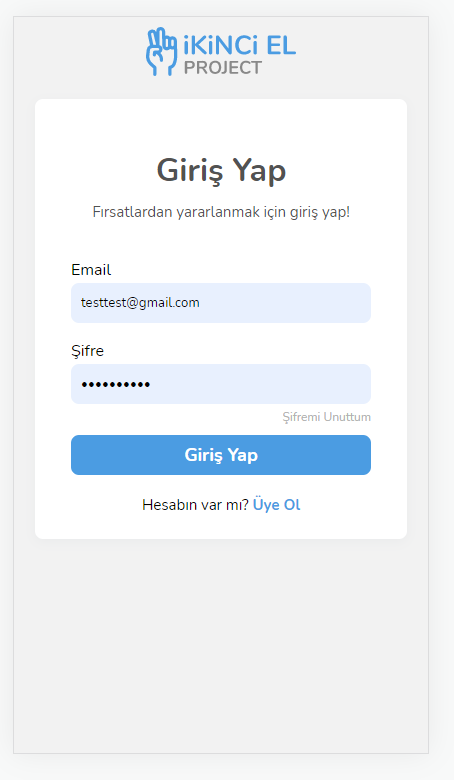 iKiNCi EL
PROJECT
Giriş Yap
Fırsatlardan yararlanmak için giriş yap!
Email
testtest@gmail.com
Şifre
••••••••••
Şifremi Unuttum
Giriş Yap
Hesabın var mı? Üye Ol